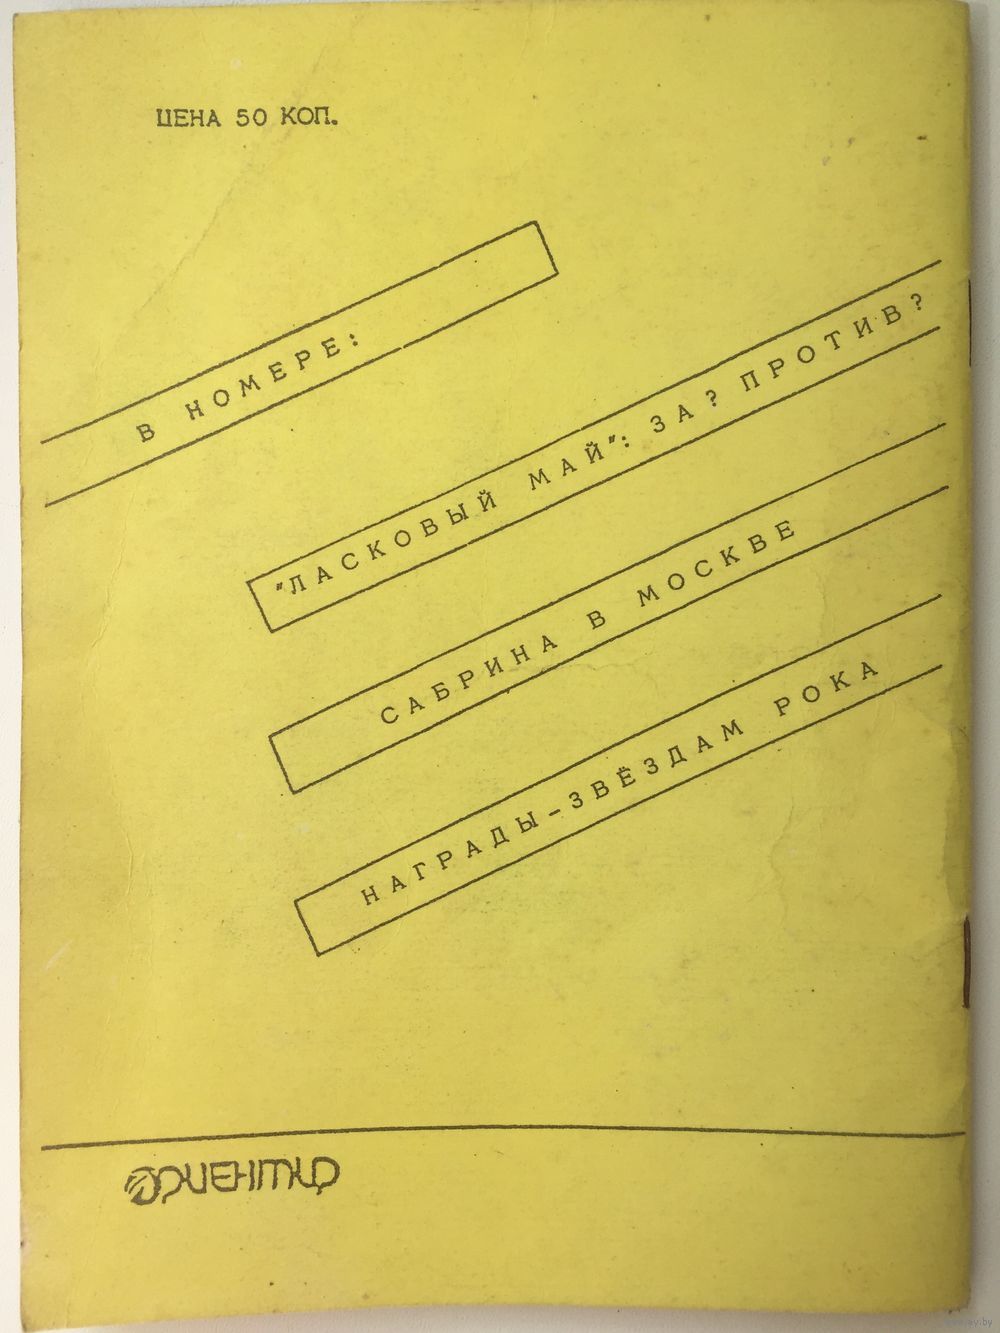 ЦЕНА 50 КОП.
В НОМЕРЕ:
"ЛАСКОВЫЙ МАЙ": ЗА? ПРОТИВ?
САБРИНА В МОСКВЕ
НАГРАДЫ-ЗВЁЗДАМ РОКА
Ориентир